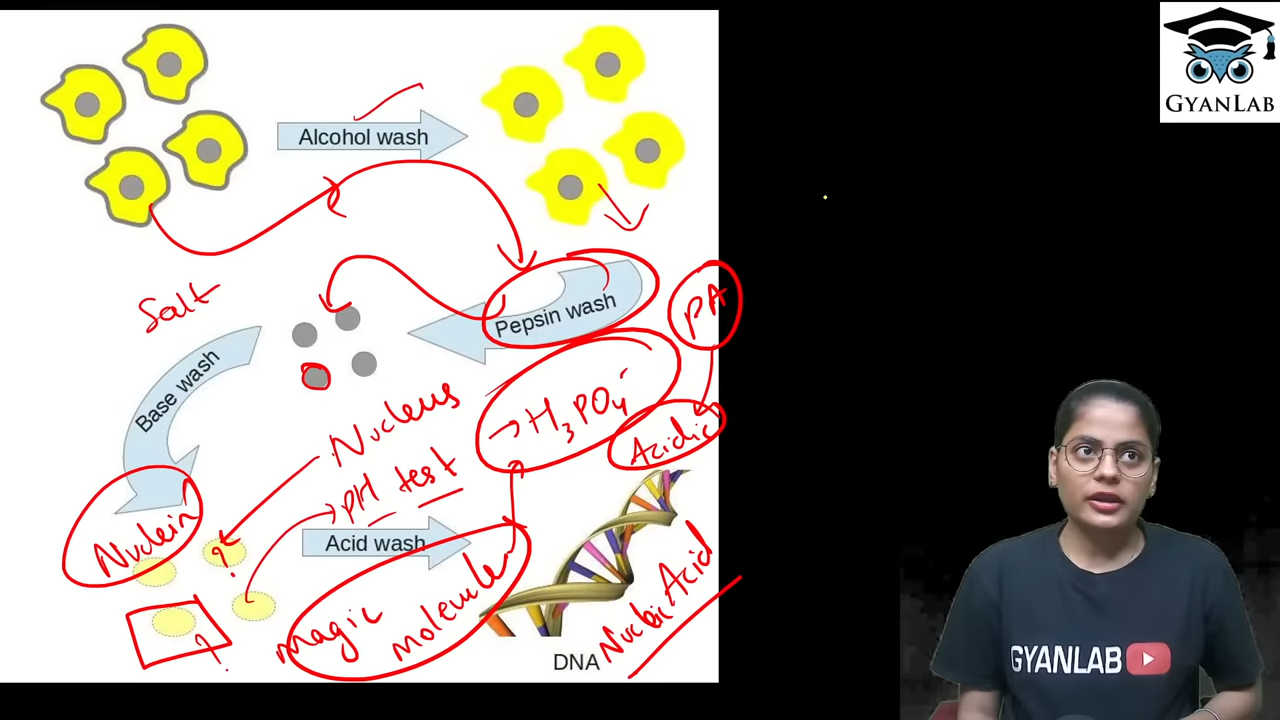 GYANLAB
Alcohol wash
Salt
Pepsin wash
PA
Base wash
→ H3PO4
Acidic
Nucleus
pH test
Nuclein
?
Acid wash
magic
molecule
?
DNA
Nucleic Acid
GYANLAB